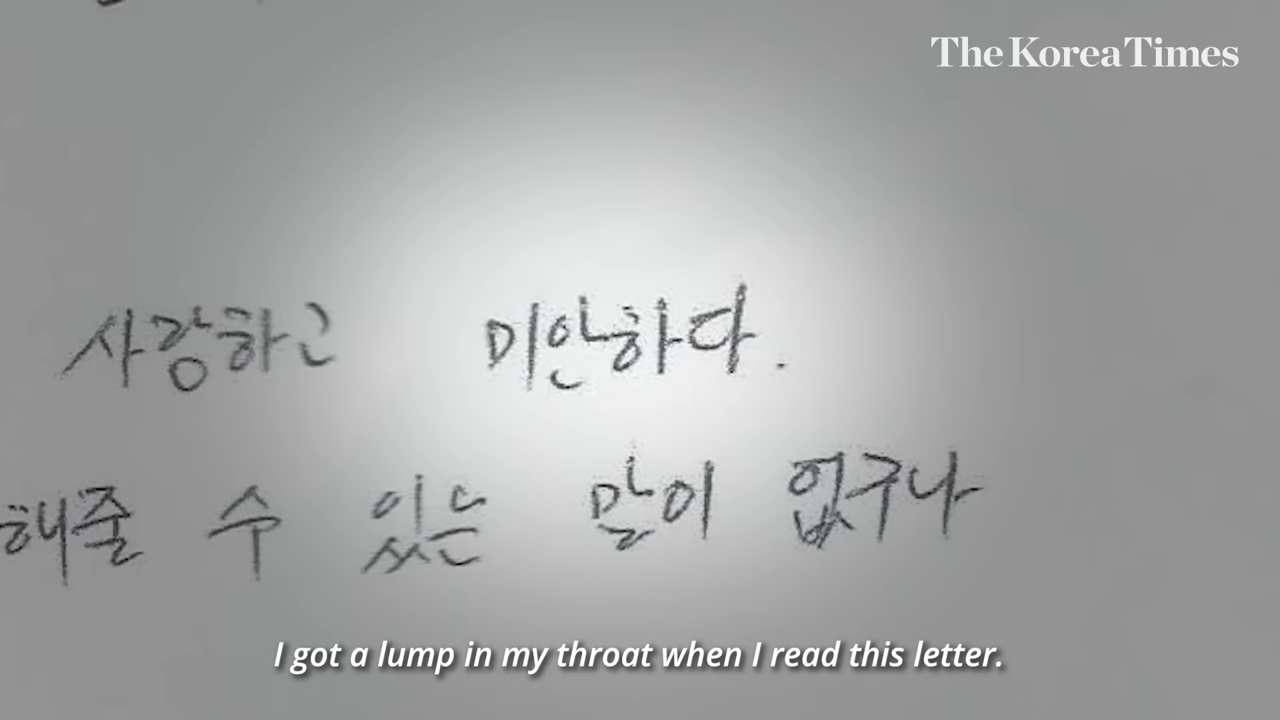 The Korea Times
사랑하고 미안하다.
해줄 수 있는 말이 없구나
I got a lump in my throat when I read this letter.